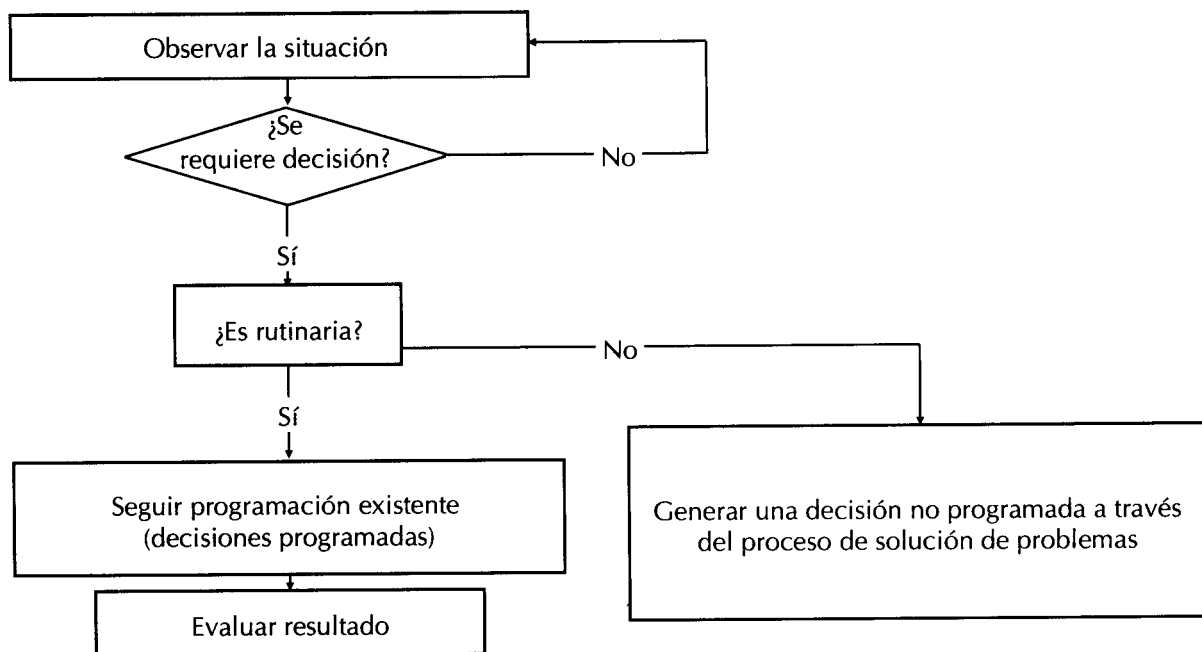 Observar la situación
¿Se
requiere decisión?
No
Sí
¿Es rutinaria?
No
Sí
Seguir programación existente
(decisiones programadas)
Generar una decisión no programada a través
del proceso de solución de problemas
Evaluar resultado